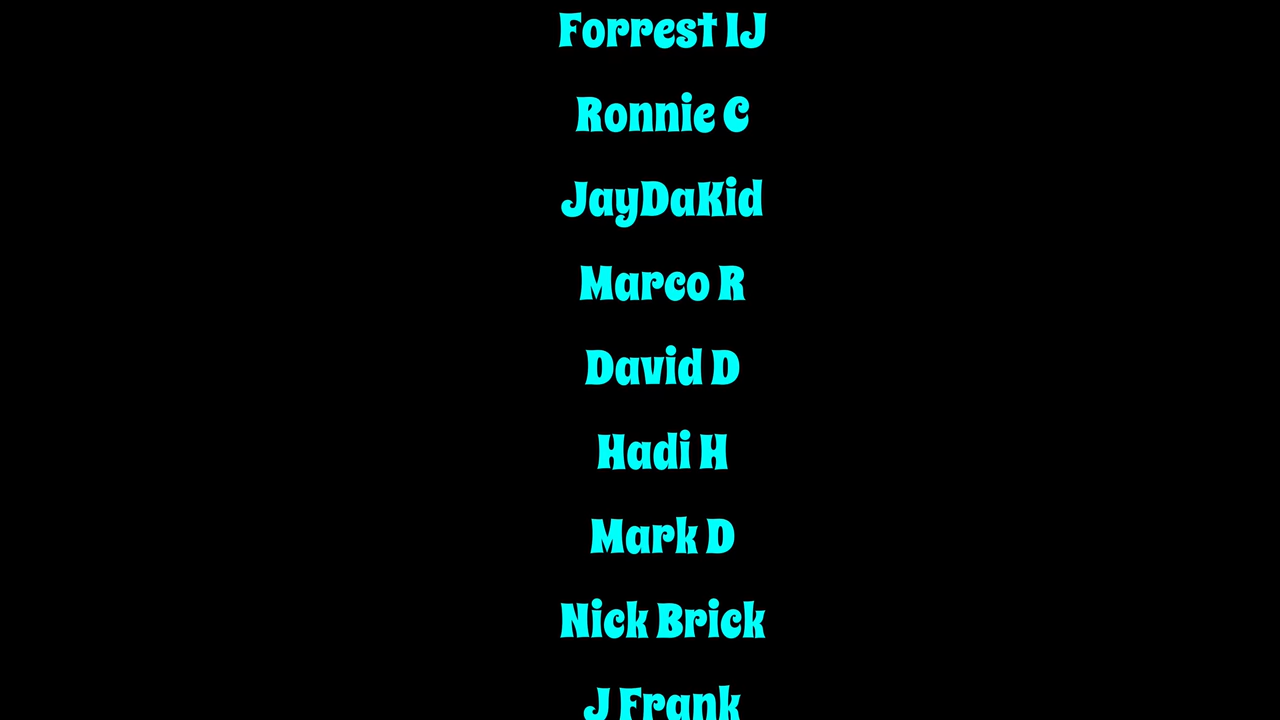 Forrest IJ
Ronnie C
JayDaKid
Marco R
David D
Hadi H
Mark D
Nick Brick
J Frank